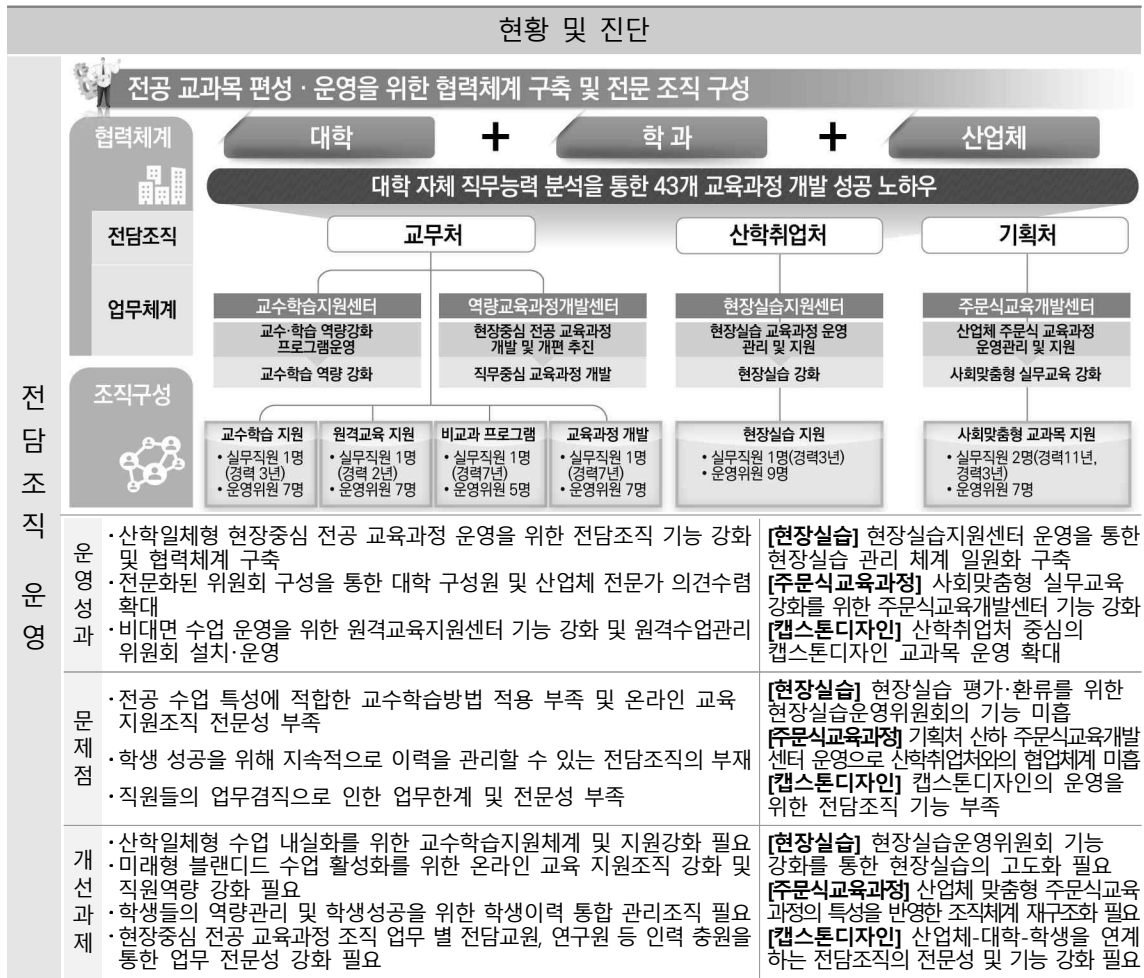 현황 및 진단
전담조직 운영
전공 교과목 편성·운영을 위한 협력체계 구축 및 전문 조직 구성
협력체계
대학 + 학과 + 산업체
대학 자체 직무능력 분석을 통한 43개 교육과정 개발 성공 노하우
전담조직
교무처
산학취업처
기획처
업무체계
교수학습지원센터
교수·학습 역량강화
프로그램운영
교수학습 역량 강화
역량교육과정개발센터
현장중심 전공 교육과정
개발 및 개편 추진
직무중심 교육과정 개발
현장실습지원센터
현장실습 교육과정 운영
관리 및 지원
현장실습 강화
주문식교육개발센터
산업체 주문식 교육과정
운영관리 및 지원
사회맞춤형 실무교육 강화
조직구성
교수학습 지원
• 실무직원 1명
(경력 3년)
• 운영위원 7명
원격교육 지원
• 실무직원 1명
(경력 2년)
• 운영위원 7명
비교과 프로그램
• 실무직원 1명
(경력7년)
• 운영위원 5명
교육과정 개발
• 실무직원 1명
(경력7년)
• 운영위원 7명
현장실습 지원
• 실무직원 1명(경력3년)
• 운영위원 9명
사회맞춤형 교과목 지원
• 실무직원 2명(경력11년,
경력3년)
• 운영위원 7명
운영성과
·산학일체형 현장중심 전공 교육과정 운영을 위한 전담조직 기능 강화
및 협력체계 구축
·전문화된 위원회 구성을 통한 대학 구성원 및 산업체 전문가 의견수렴
확대
·비대면 수업 운영을 위한 원격교육지원센터 기능 강화 및 원격수업관리
위원회 설치·운영
[현장실습] 현장실습지원센터 운영을 통한
현장실습 관리 체계 일원화 구축
[주문식교육과정] 사회맞춤형 실무교육
강화를 위한 주문식교육개발센터 기능 강화
[캡스톤디자인] 산학취업처 중심의
캡스톤디자인 교과목 운영 확대
문제점
·전공 수업 특성에 적합한 교수학습방법 적용 부족 및 온라인 교육
지원조직 전문성 부족
·학생 성공을 위해 지속적으로 이력을 관리할 수 있는 전담조직의 부재
·직원들의 업무겸직으로 인한 업무한계 및 전문성 부족
[현장실습] 현장실습 평가·환류를 위한
현장실습운영위원회의 기능 미흡
[주문식교육과정] 기획처 산하 주문식교육개발
센터 운영으로 산학취업처와의 협업체계 미흡
[캡스톤디자인] 캡스톤디자인의 운영을
위한 전담조직 기능 부족
개선과제
·산학일체형 수업 내실화를 위한 교수학습지원체계 및 지원강화 필요
·미래형 블랜디드 수업 활성화를 위한 온라인 교육 지원조직 강화 및
직원역량 강화 필요
·학생들의 역량관리 및 학생성공을 위한 학생이력 통합 관리조직 필요
·현장중심 전공 교육과정 조직 업무 별 전담교원, 연구원 등 인력 충원을
통한 업무 전문성 강화 필요
[현장실습] 현장실습운영위원회 기능
강화를 통한 현장실습의 고도화 필요
[주문식교육과정] 산업체 맞춤형 주문식교육
과정의 특성을 반영한 조직체계 재구조화 필요
[캡스톤디자인] 산업체-대학-학생을 연계
하는 전담조직의 전문성 및 기능 강화 필요